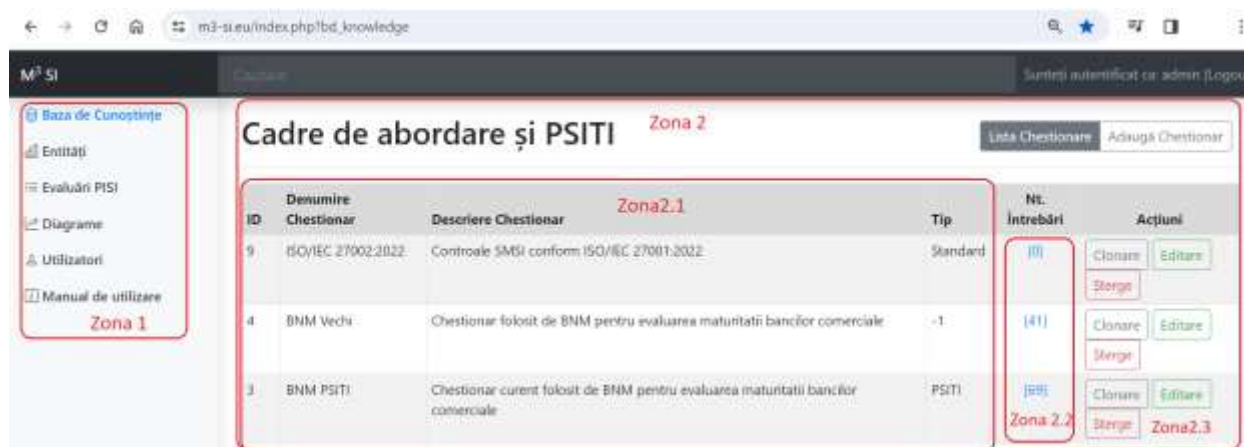 m3-si.eu/index.php?bd_knowledge
M³ SI
Sunteți autentificat ca: admin (Logou
Baza de Cunoștințe
Entități
Evaluări PISI
Diagrame
Utilizatori
Manual de utilizare
Zona 1
Cadre de abordare și PSITI
Zona 2
Lista Chestionare
Adaugă Chestionar
Zona2.1
ID
Denumire
Chestionar
Descriere Chestionar
Tip
Nt.
Întrebări
Acțiuni
9
ISO/IEC 27002:2022
Controale SMSI conform ISO/IEC 27001:2022
Standard
[0]
Clonare
Editare
Sterge
4
BNM Vechi
Chestionar folosit de BNM pentru evaluarea maturitatii bancilor comerciale
-1
[41]
Clonare
Editare
Sterge
3
BNM PSITI
Chestionar curent folosit de BNM pentru evaluarea maturitatii bancilor
comerciale
PSITI
[69]
Clonare
Editare
Sterge
Zona 2.2
Zona2.3